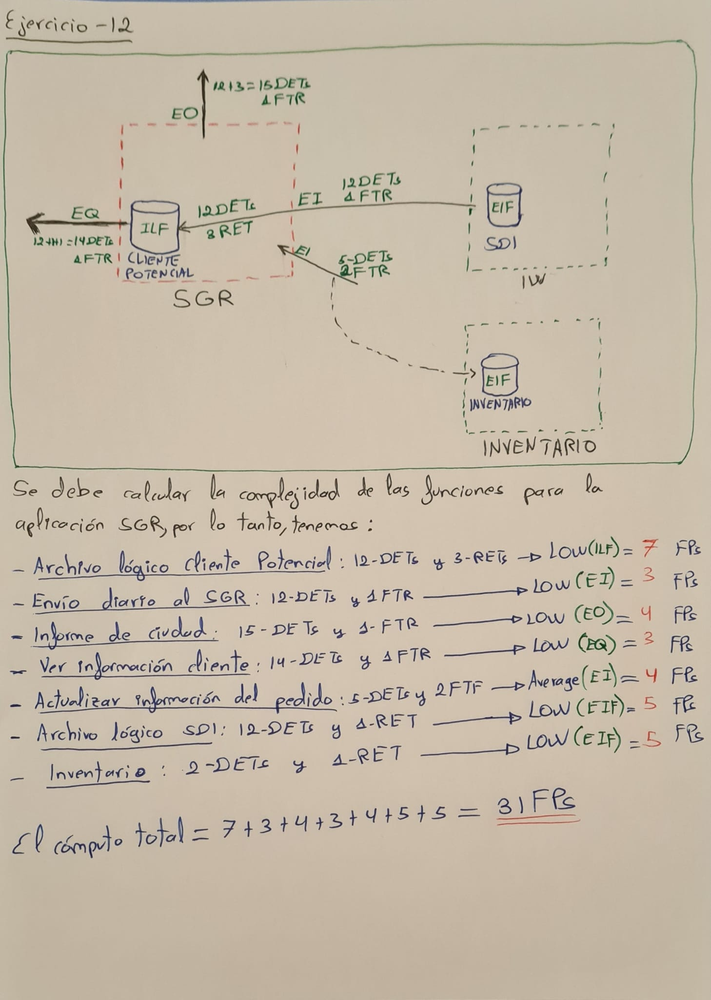 Ejercicio-12
12+3=15DETs
1FTR
EO
12DETs
EI 1FTR
EIF
SDI
IW
EQ
12+1+1=14DETs
1FTR
ILF
CLIENTE
POTENCIAL
12DETs
3RET
EI
5-DETs
2FTR
SGR
EIF
INVENTARIO
INVENTARIO
Se debe calcular la complejidad de las funciones para la
aplicación SGR, por lo tanto, tenemos:
- Archivo lógico Cliente Potencial: 12-DETs y 3-RETs → LOW(ILF)= 7 FPs
- Envío diario al SGR: 12-DETs y 1FTR → LOW (EI) = 3 FPs
- Informe de ciudad: 15-DETs y 1-FTR → LOW (EO)= 4 FPs
- Ver información cliente: 14-DETs y 1FTR → LOW (EQ) = 3 FPs
- Actualizar información del pedido: 5-DETs y 2FTF → Average(EI)= 4 FPs
- Archivo lógico SDI: 12-DETs y 1-RET → LOW (EIF)= 5 FPs
- Inventario: 2-DETs y 1-RET → LOW (EIF) = 5 FPs
El cómputo total = 7+3+4+3+4+5+5 = 31FPs